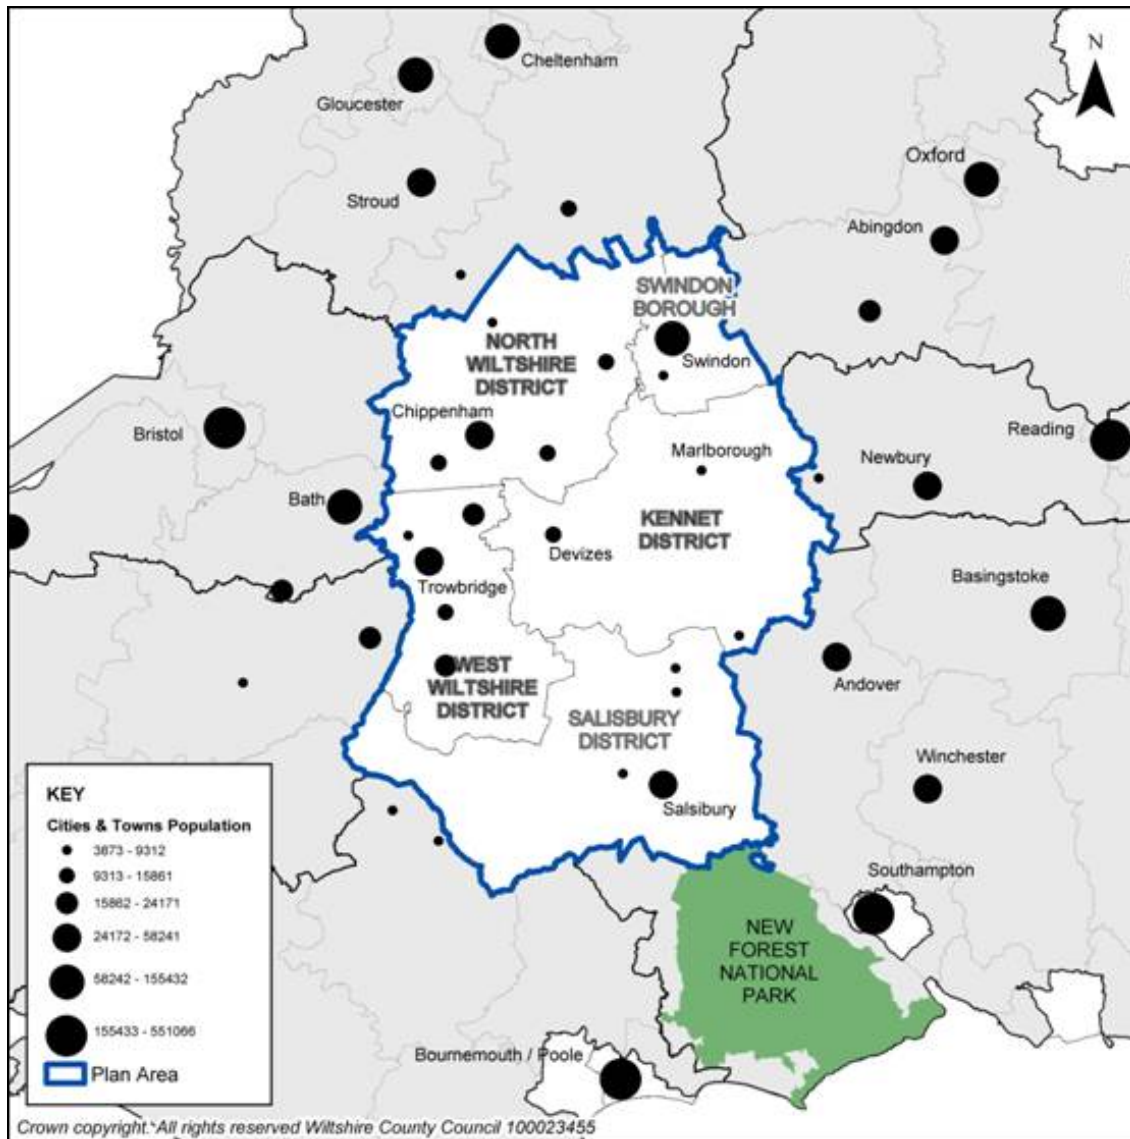 N
Cheltenham
Gloucester
Oxford
Stroud
Abingdon
SWINDON
BOROUGH
NORTH
WILTSHIRE
DISTRICT
Swindon
Chippenham
Bristol
Reading
Marlborough
Newbury
Bath
KENNET
DISTRICT
Devizes
Basingstoke
Trowbridge
WEST
WILTSHIRE
DISTRICT
Andover
SALISBURY
DISTRICT
Winchester
Salsibury
Southampton
NEW
FOREST
NATIONAL
PARK
Bournemouth / Poole
KEY
Cities & Towns Population
3873 - 9312
9313 - 15861
15862 - 24171
24172 - 58241
58242 - 155432
155433 - 551066
Plan Area
Crown copyright. All rights reserved Wiltshire County Council 100023455